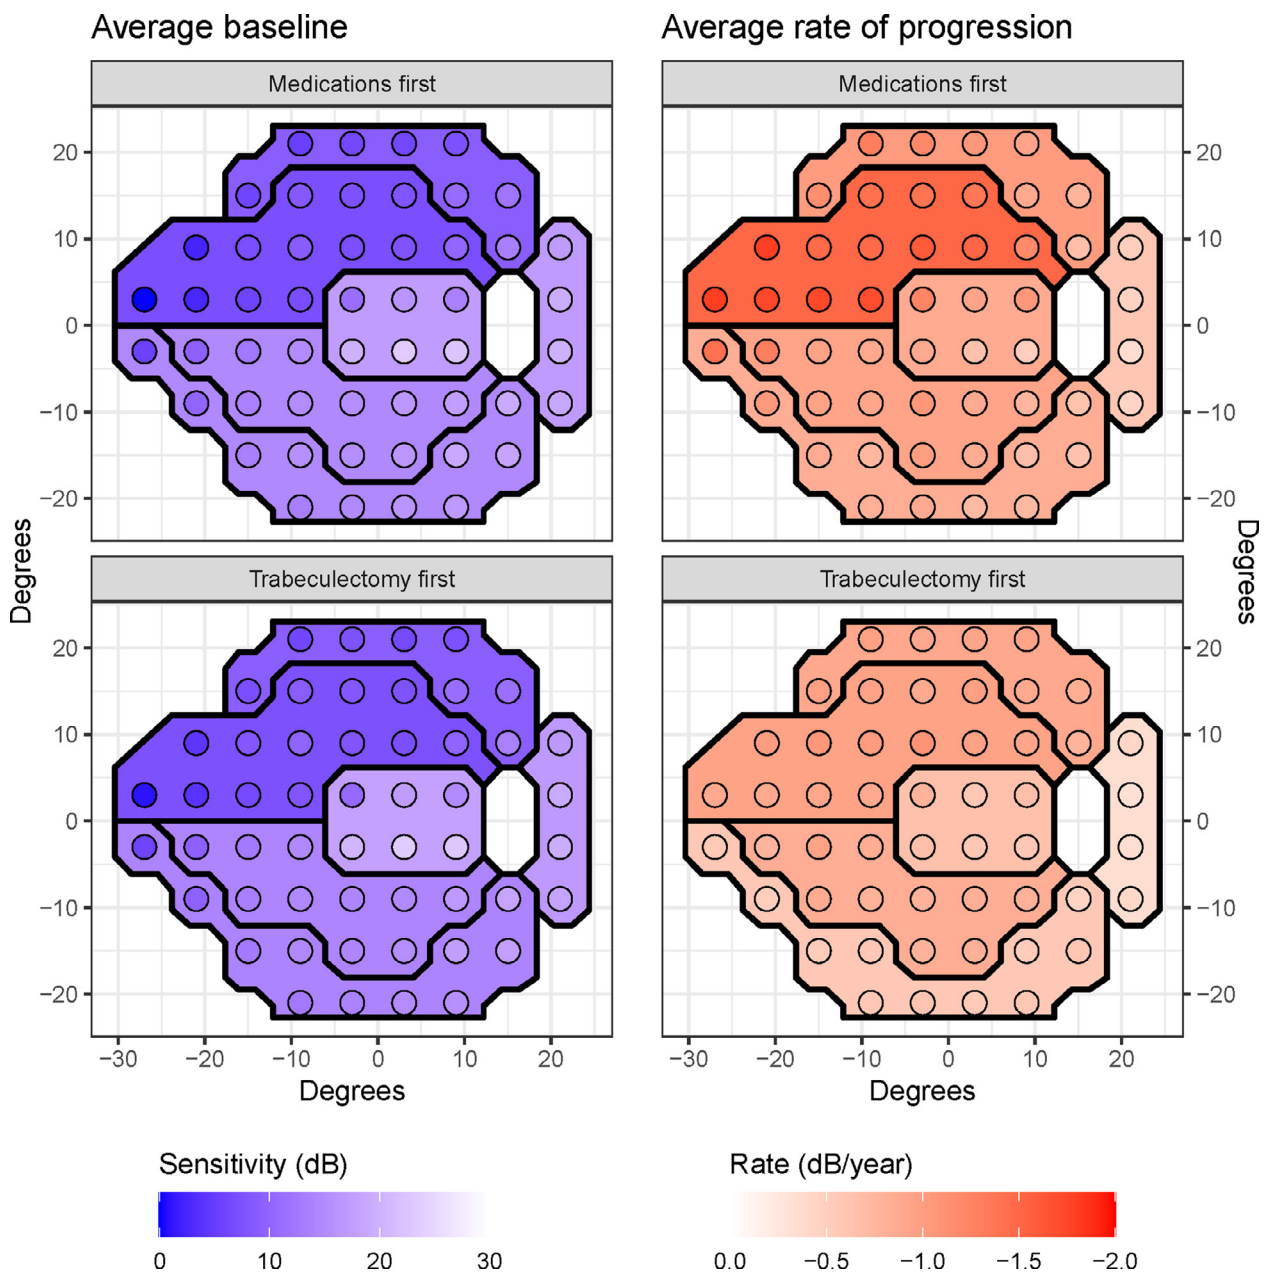 Average baseline
Average rate of progression
Medications first
Medications first
20
10
0
−10
−20
20
10
0
−10
−20
Trabeculectomy first
Trabeculectomy first
20
10
0
−10
−20
20
10
0
−10
−20
Degrees
Degrees
−30 −20 −10 0 10 20
−30 −20 −10 0 10 20
Degrees
Degrees
Sensitivity (dB)
0 10 20 30
Rate (dB/year)
0.0 −0.5 −1.0 −1.5 −2.0